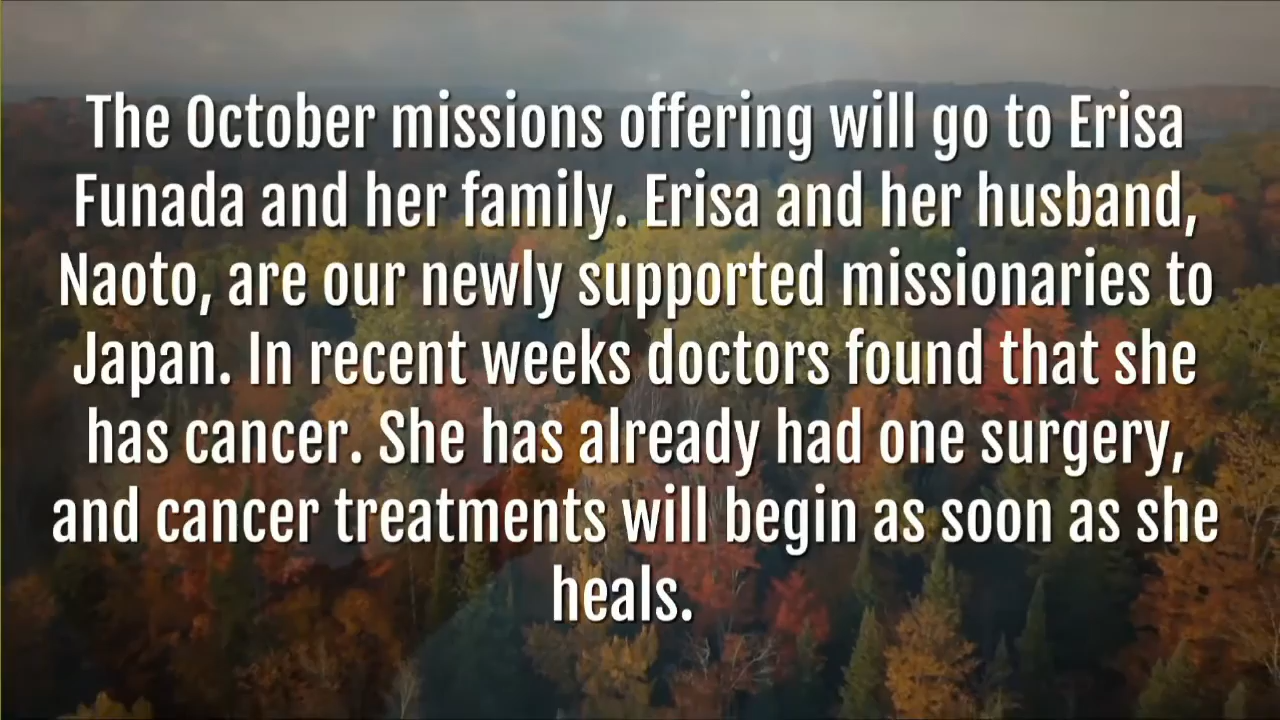 The October missions offering will go to Erisa
Funada and her family. Erisa and her husband,
Naoto, are our newly supported missionaries to
Japan. In recent weeks doctors found that she
has cancer. She has already had one surgery,
and cancer treatments will begin as soon as she
heals.